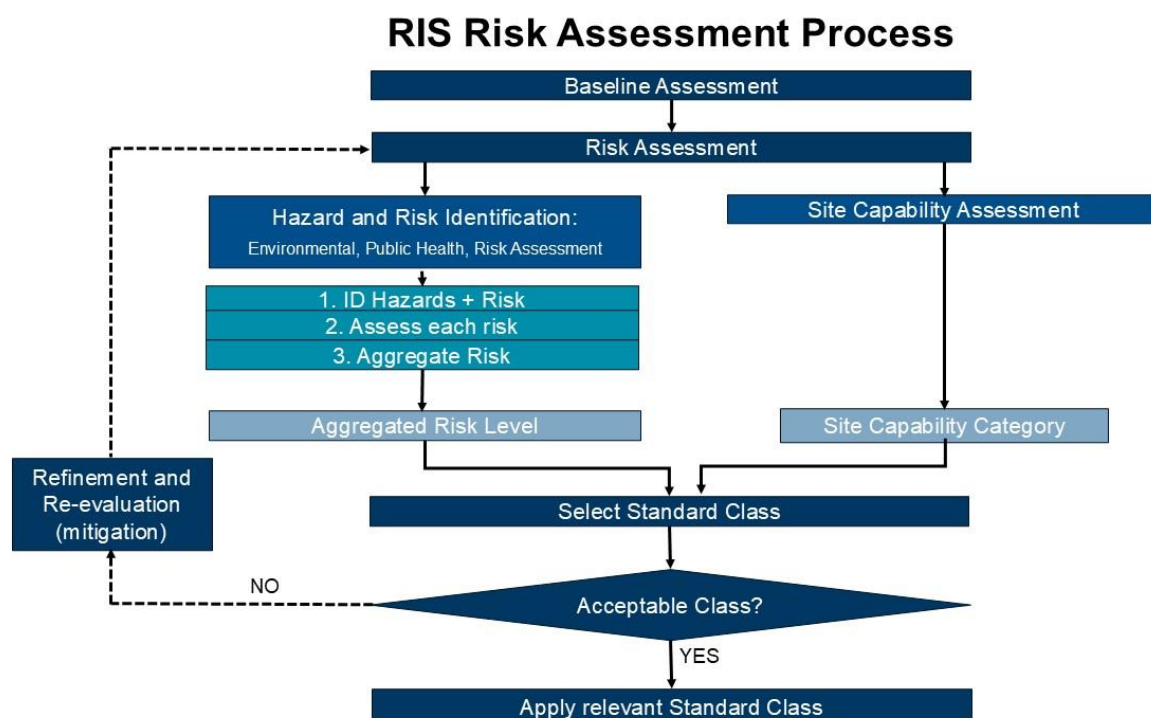 RIS Risk Assessment Process
Baseline Assessment
Risk Assessment
Hazard and Risk Identification:
Environmental, Public Health, Risk Assessment
Site Capability Assessment
1. ID Hazards + Risk
2. Assess each risk
3. Aggregate Risk
Aggregated Risk Level
Site Capability Category
Refinement and
Re-evaluation
(mitigation)
Select Standard Class
NO
Acceptable Class?
YES
Apply relevant Standard Class